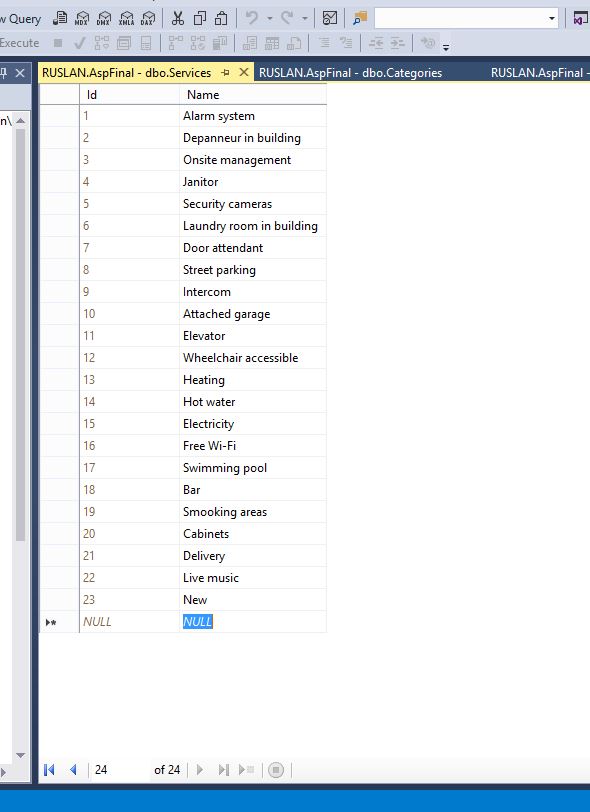 w Query MDX DMX XMLA DAX
Execute
RUSLAN.AspFinal - dbo.Services RUSLAN.AspFinal - dbo.Categories RUSLAN.AspFinal -
Id Name
n\
1 Alarm system
2 Depanneur in building
3 Onsite management
4 Janitor
5 Security cameras
6 Laundry room in building
7 Door attendant
8 Street parking
9 Intercom
10 Attached garage
11 Elevator
12 Wheelchair accessible
13 Heating
14 Hot water
15 Electricity
16 Free Wi-Fi
17 Swimming pool
18 Bar
19 Smooking areas
20 Cabinets
21 Delivery
22 Live music
23 New
NULL NULL
24 of 24